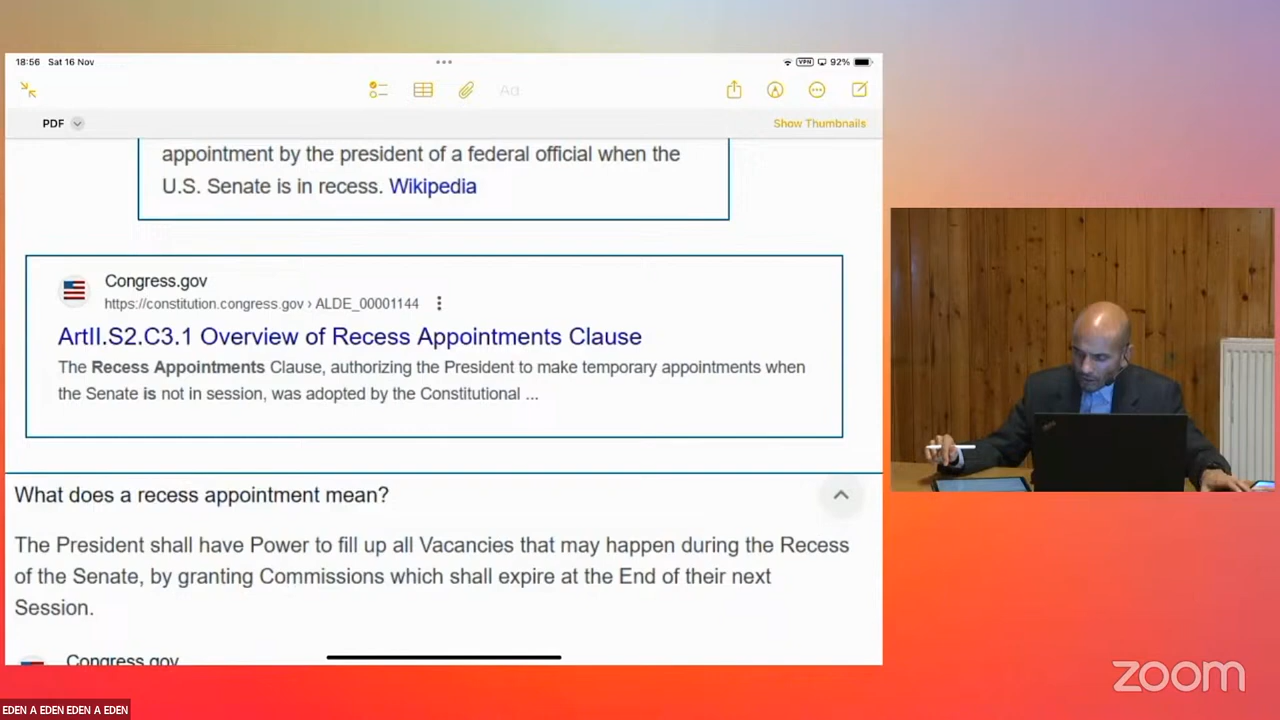 18:56 Sat 16 Nov
VPN 92%
Aa
PDF
Show Thumbnails
appointment by the president of a federal official when the
U.S. Senate is in recess. Wikipedia
Congress.gov
https://constitution.congress.gov › ALDE_00001144
ArtII.S2.C3.1 Overview of Recess Appointments Clause
The Recess Appointments Clause, authorizing the President to make temporary appointments when
the Senate is not in session, was adopted by the Constitutional ...
What does a recess appointment mean?
The President shall have Power to fill up all Vacancies that may happen during the Recess
of the Senate, by granting Commissions which shall expire at the End of their next
Session.
Congress.gov
zoom
EDEN A EDEN EDEN A EDEN